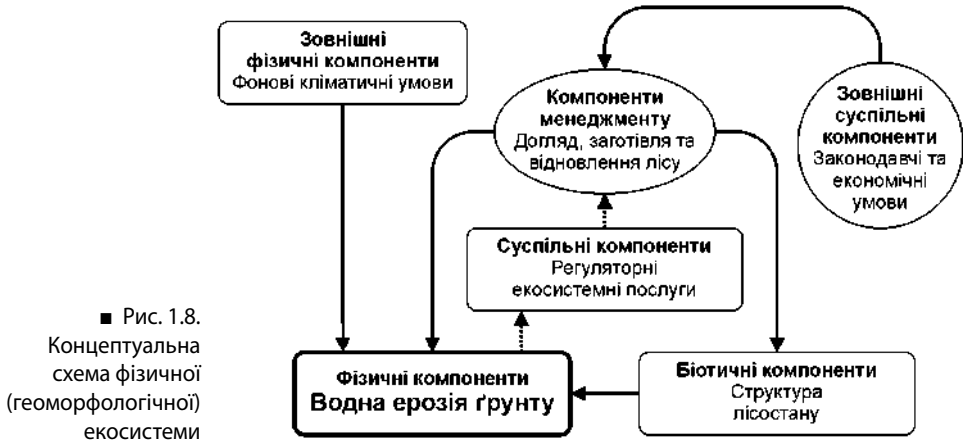 Зовнішні
фізичні компоненти
Фонові кліматичні умови
Компоненти
менеджменту
Догляд, заготівля та
відновлення лісу
Зовнішні
суспільні
компоненти
Законодавчі та
економічні
умови
Суспільні компоненти
Регуляторні
екосистемні послуги
Фізичні компоненти
Водна ерозія ґрунту
Біотичні компоненти
Структура
лісостану
■ Рис. 1.8.
Концептуальна
схема фізичної
(геоморфологічної)
екосистеми